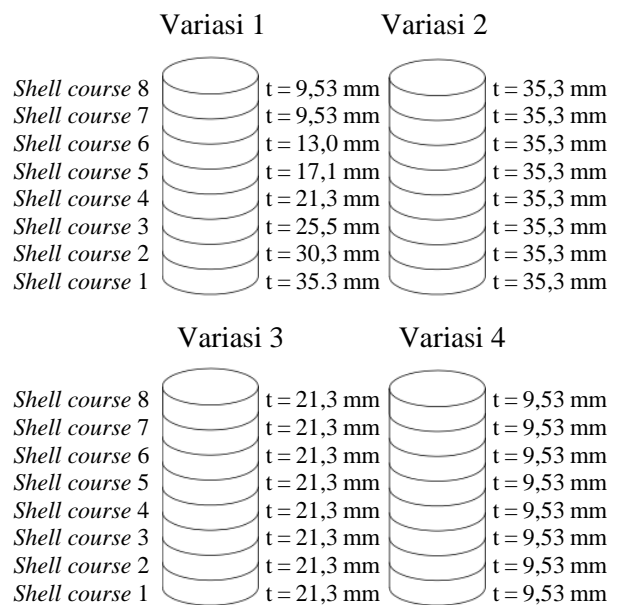 Variasi 1 Variasi 2
Shell course 8 t = 9,53 mm t = 35,3 mm
Shell course 7 t = 9,53 mm t = 35,3 mm
Shell course 6 t = 13,0 mm t = 35,3 mm
Shell course 5 t = 17,1 mm t = 35,3 mm
Shell course 4 t = 21,3 mm t = 35,3 mm
Shell course 3 t = 25,5 mm t = 35,3 mm
Shell course 2 t = 30,3 mm t = 35,3 mm
Shell course 1 t = 35.3 mm t = 35,3 mm
Variasi 3 Variasi 4
Shell course 8 t = 21,3 mm t = 9,53 mm
Shell course 7 t = 21,3 mm t = 9,53 mm
Shell course 6 t = 21,3 mm t = 9,53 mm
Shell course 5 t = 21,3 mm t = 9,53 mm
Shell course 4 t = 21,3 mm t = 9,53 mm
Shell course 3 t = 21,3 mm t = 9,53 mm
Shell course 2 t = 21,3 mm t = 9,53 mm
Shell course 1 t = 21,3 mm t = 9,53 mm